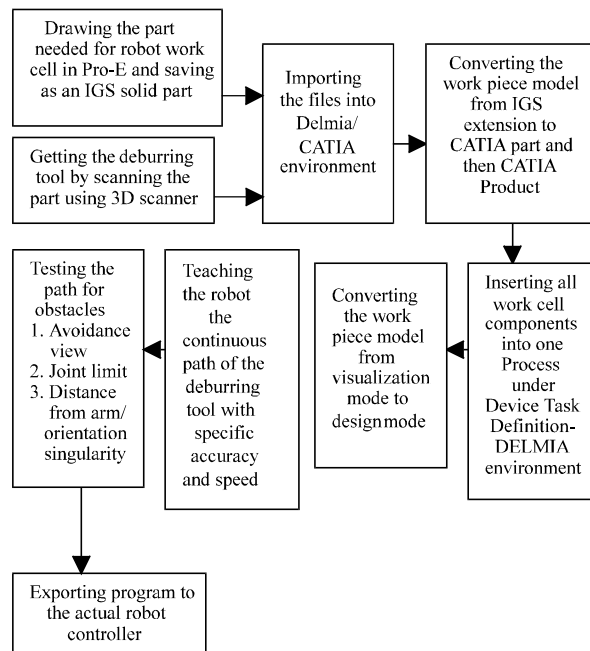 Drawing the part
needed for robot work
cell in Pro-E and saving
as an IGS solid part
Getting the deburring
tool by scanning the
part using 3D scanner
Importing
the files into
Delmia/
CATIA
environment
Converting the
work piece model
from IGS
extension to
CATIA part and
then CATIA
Product
Inserting all
work cell
components
into one
Process
under
Device Task
Definition-
DELMIA
environment
Converting
the work
piece model
from
visualization
mode to
design mode
Teaching
the robot
the
continuous
path of the
deburring
tool with
specific
accuracy
and speed
Testing the
path for
obstacles
1. Avoidance
view
2. Joint limit
3. Distance
from arm/
orientation
singularity
Exporting program to
the actual robot
controller